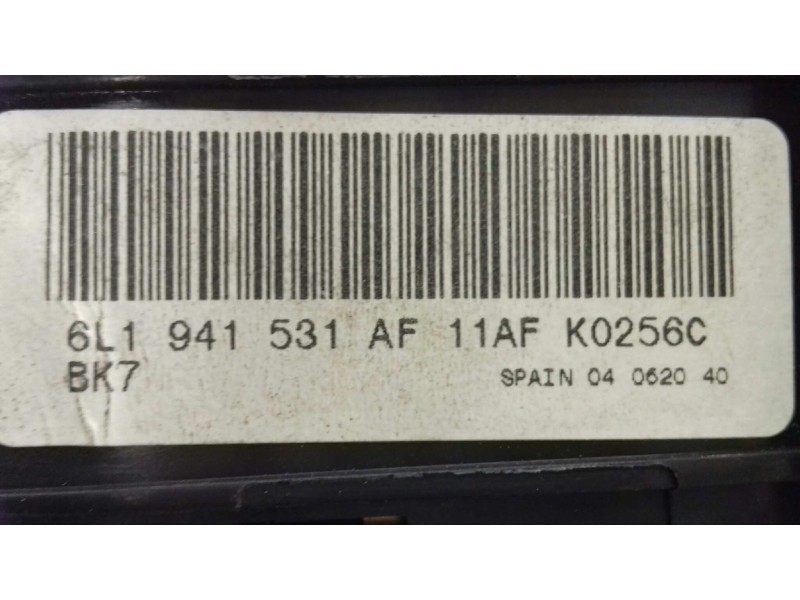 6L1 941 531 AF 11AF K0256C
BK7 SPAIN 04 0620 40